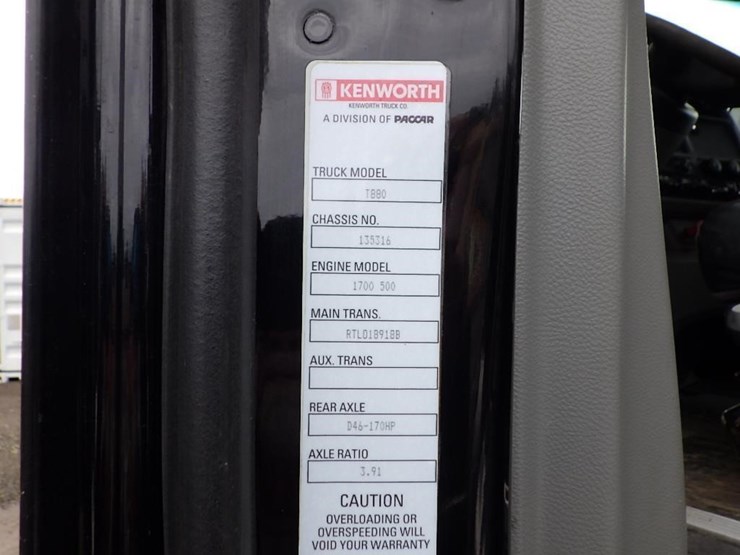 KENWORTH
KENWORTH TRUCK CO.
A DIVISION OF PACCAR
TRUCK MODEL
T880
CHASSIS NO.
135316
ENGINE MODEL
1700 500
MAIN TRANS.
RTLO18918B
AUX. TRANS
REAR AXLE
D46-170HP
AXLE RATIO
3.91
CAUTION
OVERLOADING OR
OVERSPEEDING WILL
VOID YOUR WARRANTY